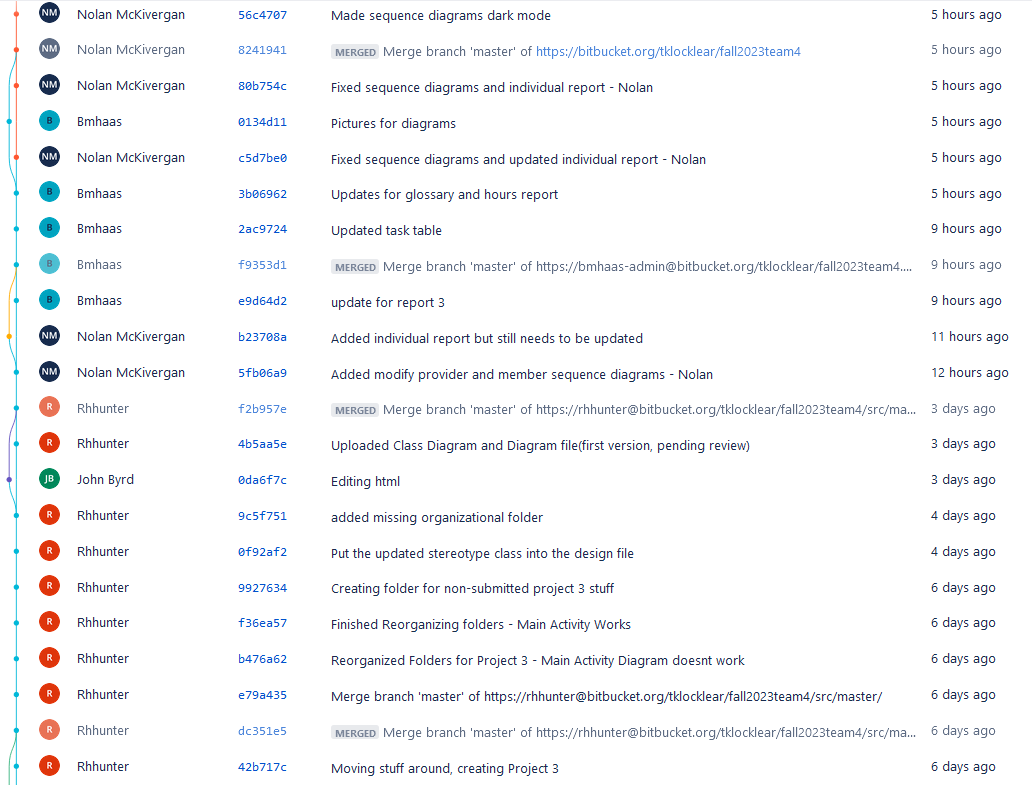 NM Nolan McKivergan 56c4707 Made sequence diagrams dark mode 5 hours ago
NM Nolan McKivergan 8241941 MERGED Merge branch 'master' of https://bitbucket.org/tklocklear/fall2023team4 5 hours ago
NM Nolan McKivergan 80b754c Fixed sequence diagrams and individual report - Nolan 5 hours ago
B Bmhaas 0134d11 Pictures for diagrams 5 hours ago
NM Nolan McKivergan c5d7be0 Fixed sequence diagrams and updated individual report - Nolan 5 hours ago
B Bmhaas 3b06962 Updates for glossary and hours report 5 hours ago
B Bmhaas 2ac9724 Updated task table 9 hours ago
B Bmhaas f9353d1 MERGED Merge branch 'master' of https://bmhaas-admin@bitbucket.org/tklocklear/fall2023team4.... 9 hours ago
B Bmhaas e9d64d2 update for report 3 9 hours ago
NM Nolan McKivergan b23708a Added individual report but still needs to be updated 11 hours ago
NM Nolan McKivergan 5fb06a9 Added modify provider and member sequence diagrams - Nolan 12 hours ago
R Rhhunter f2b957e MERGED Merge branch 'master' of https://rhhunter@bitbucket.org/tklocklear/fall2023team4/src/ma... 3 days ago
R Rhhunter 4b5aa5e Uploaded Class Diagram and Diagram file(first version, pending review) 3 days ago
JB John Byrd 0da6f7c Editing html 3 days ago
R Rhhunter 9c5f751 added missing organizational folder 4 days ago
R Rhhunter 0f92af2 Put the updated stereotype class into the design file 4 days ago
R Rhhunter 9927634 Creating folder for non-submitted project 3 stuff 6 days ago
R Rhhunter f36ea57 Finished Reorganizing folders - Main Activity Works 6 days ago
R Rhhunter b476a62 Reorganized Folders for Project 3 - Main Activity Diagram doesnt work 6 days ago
R Rhhunter e79a435 Merge branch 'master' of https://rhhunter@bitbucket.org/tklocklear/fall2023team4/src/master/ 6 days ago
R Rhhunter dc351e5 MERGED Merge branch 'master' of https://rhhunter@bitbucket.org/tklocklear/fall2023team4/src/ma... 6 days ago
R Rhhunter 42b717c Moving stuff around, creating Project 3 6 days ago